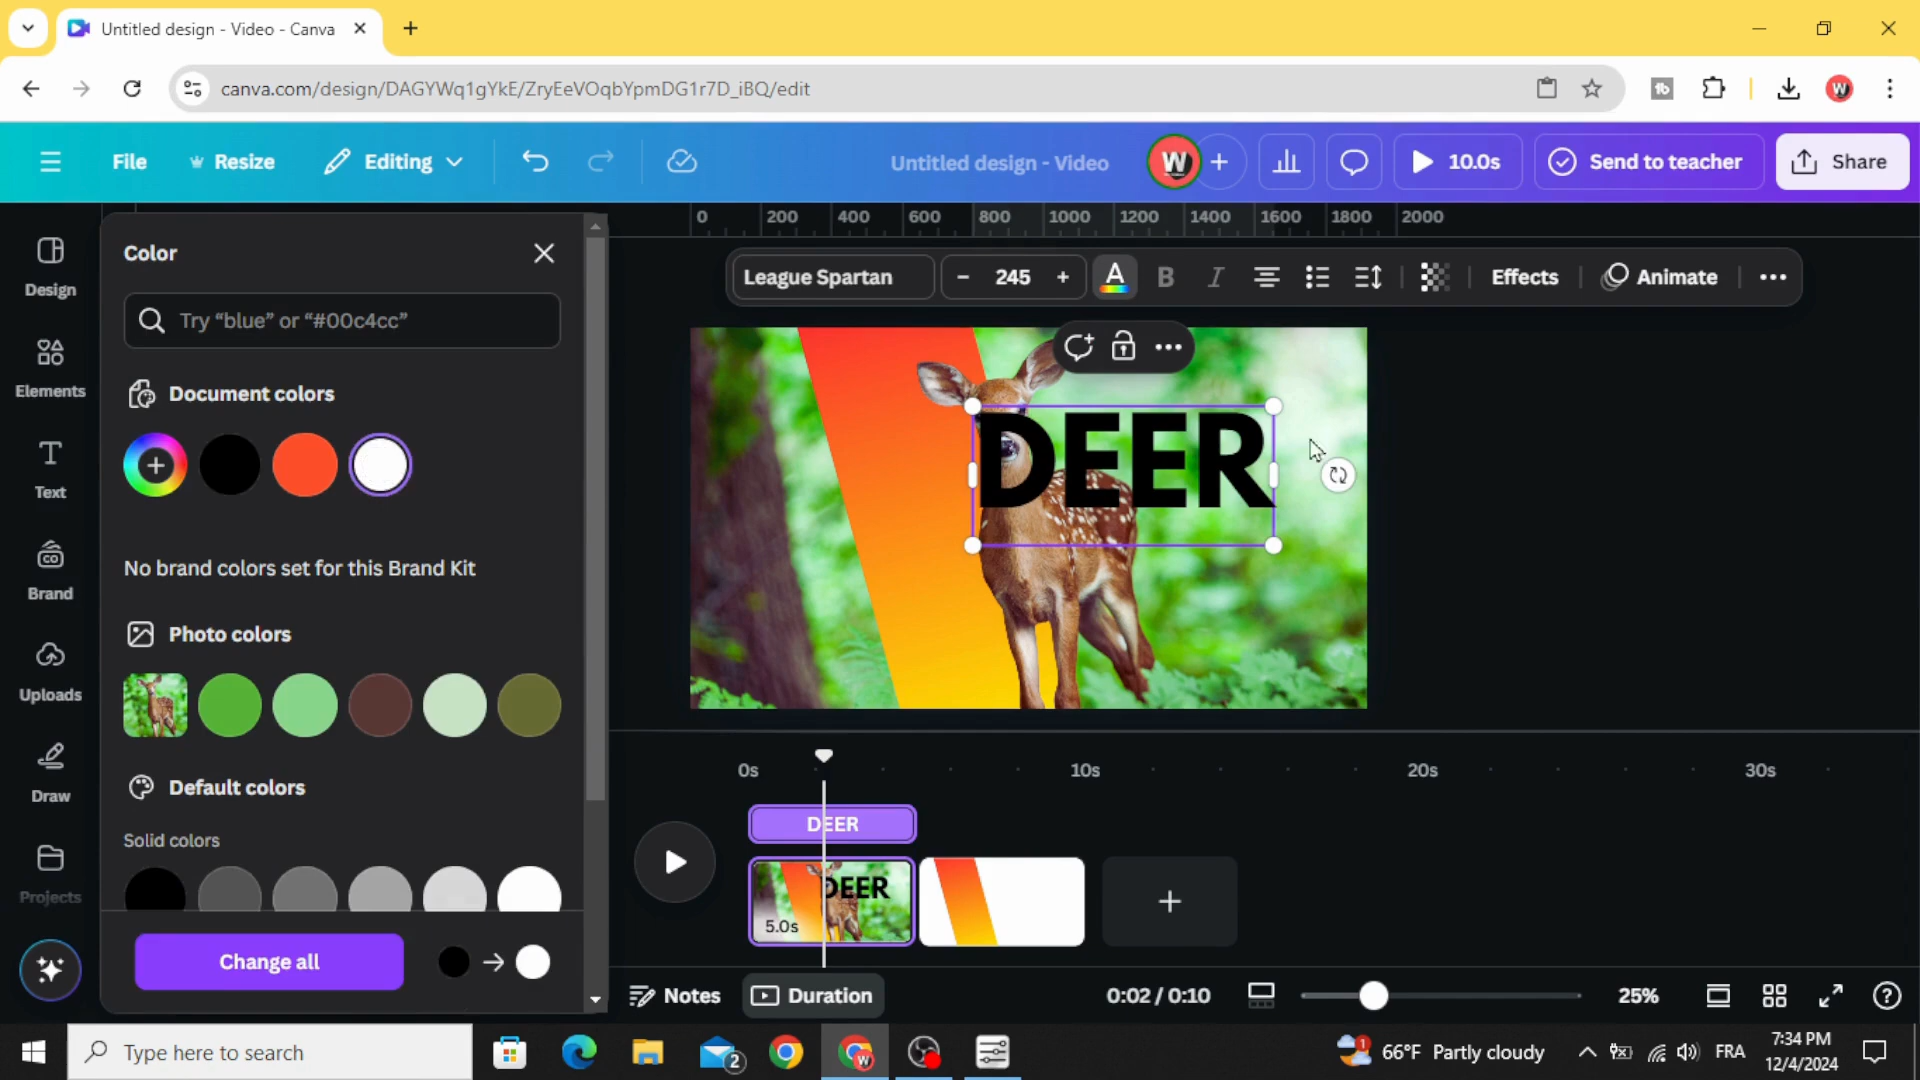 Untitled design - Video - Canva
canva.com/design/DAGYWq1gYkE/ZryEeVOqbYpmDG1r7D_iBQ/edit
File
Resize
Editing
Untitled design - Video
W
10.0s
Send to teacher
Share
0 200 400 600 800 1000 1200 1400 1600 1800 2000
Design
Elements
Text
Brand
Uploads
Draw
Projects
Color
Try “blue” or “#00c4cc”
Document colors
No brand colors set for this Brand Kit
Photo colors
Default colors
Solid colors
Change all
League Spartan
245
A
B
I
Effects
Animate
DEER
0s 10s 20s 30s
DEER
DEER
5.0s
Notes
Duration
0:02 / 0:10
25%
Type here to search
2
1
66°F Partly cloudy
FRA
7:34 PM
12/4/2024